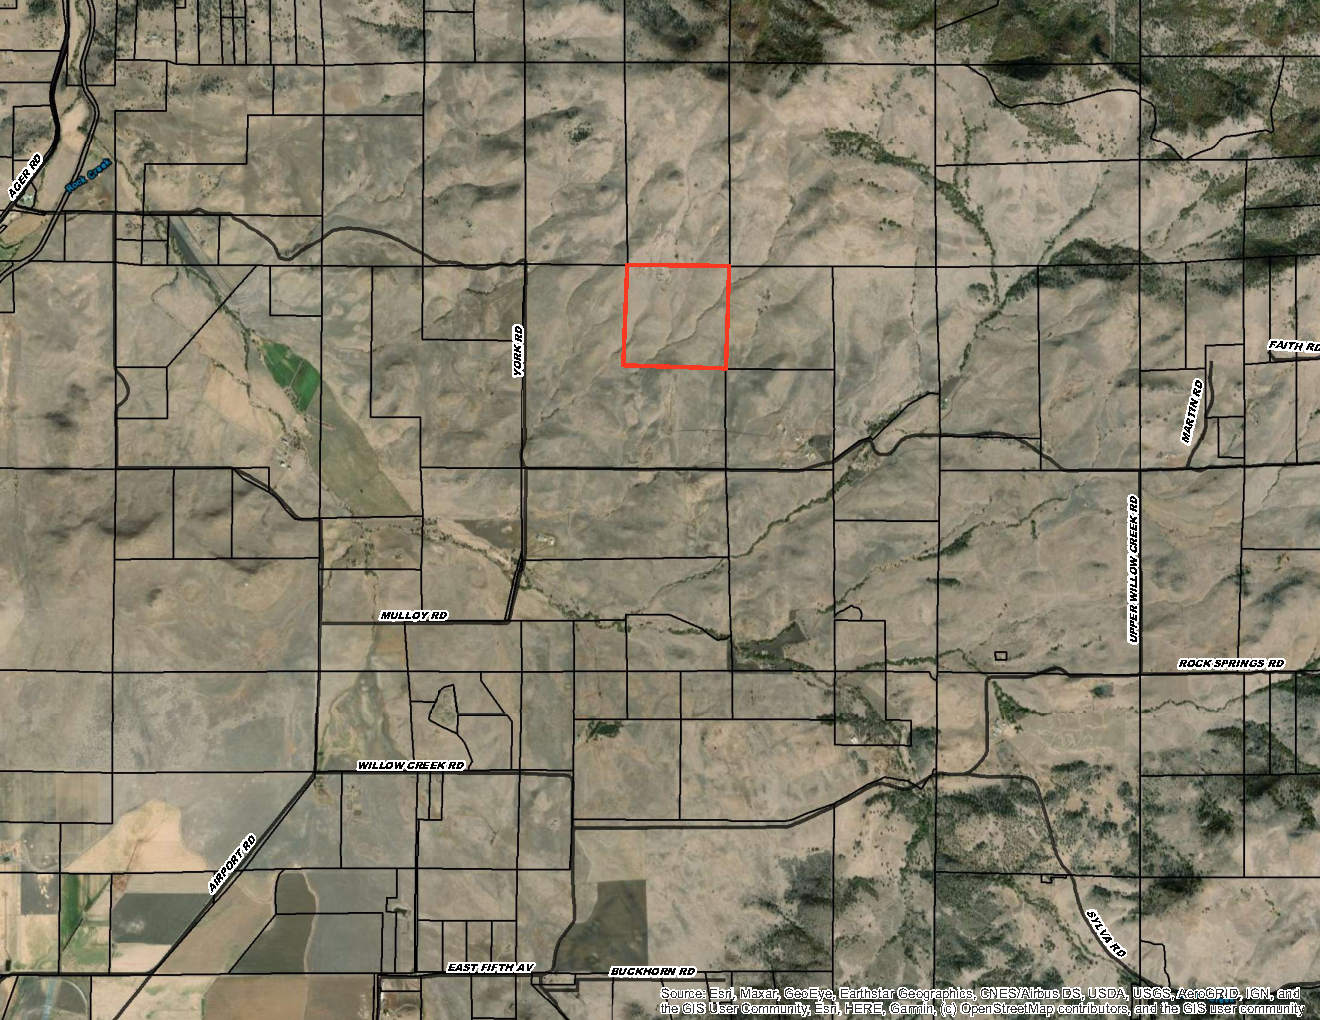 AGER RD
Rock Creek
YORK RD
FAITH RD
MARTIN RD
UPPER WILLOW CREEK RD
MULLOY RD
ROCK SPRINGS RD
WILLOW CREEK RD
AIRPORT RD
SYLVA RD
EAST FIFTH AV
BUCKHORN RD
Source: Esri, Maxar, GeoEye, Earthstar Geographics, CNES/Airbus DS, USDA, USGS, AeroGRID, IGN, and
the GIS User Community, Esri, HERE, Garmin, (c) OpenStreetMap contributors, and the GIS user community